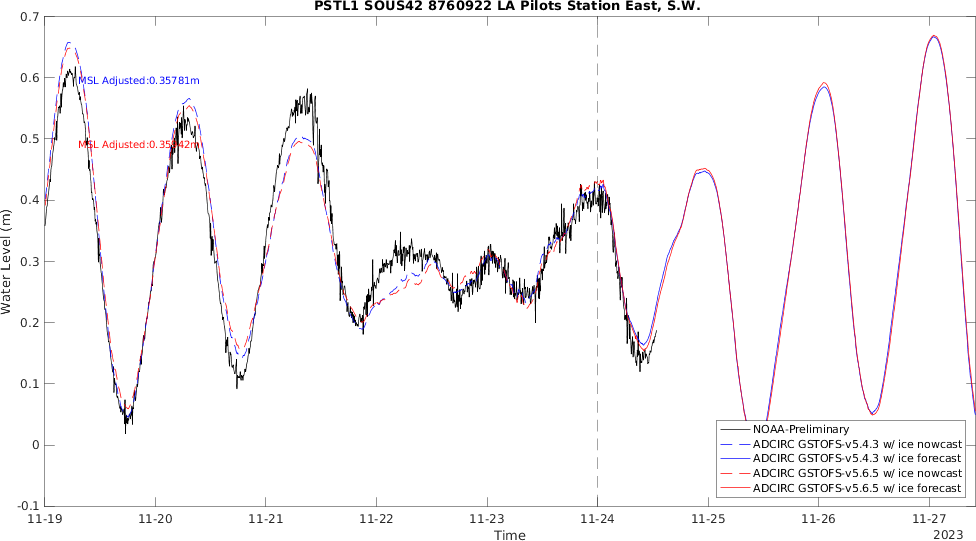 PSTL1 SOUS42 8760922 LA Pilots Station East, S.W.
0.7
0.6
0.5
0.4
0.3
0.2
0.1
0
-0.1
Water Level (m)
MSL Adjusted:0.35781m
MSL Adjusted:
NOAA-Preliminary
ADCIRC GSTOFS-v5.4.3 w/ ice nowcast
ADCIRC GSTOFS-v5.4.3 w/ ice forecast
ADCIRC GSTOFS-v5.6.5 w/ ice nowcast
ADCIRC GSTOFS-v5.6.5 w/ ice forecast
11-19 11-20 11-21 11-22 11-23 11-24 11-25 11-26 11-27
Time
2023